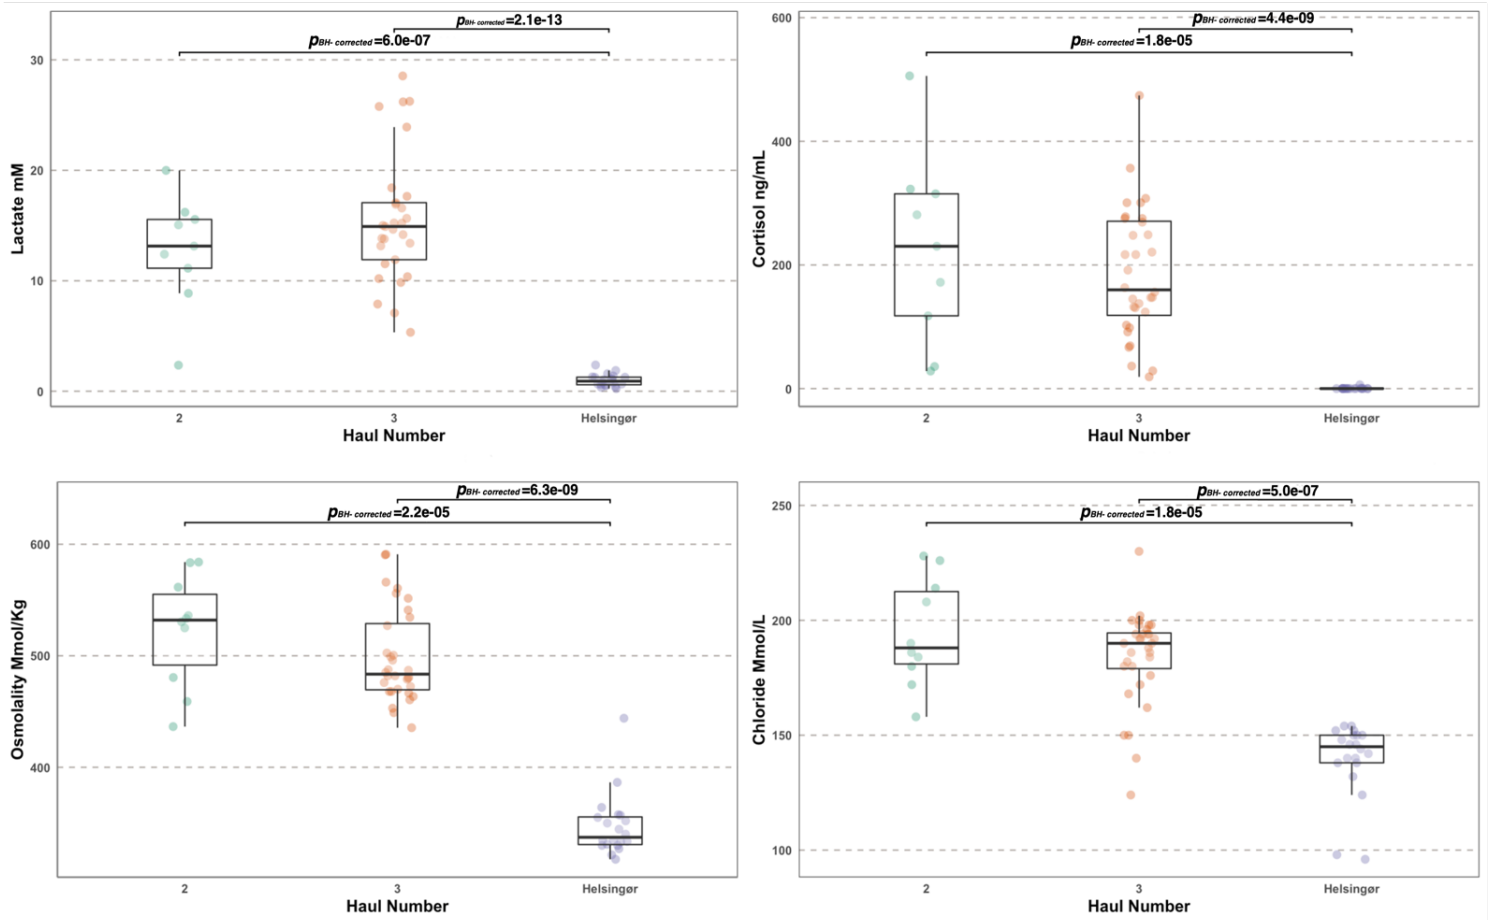 pBH- corrected=2.1e-13
pBH- corrected=6.0e-07
30
20
10
0
Lactate mM
2 3 Helsingør
Haul Number
pBH- corrected=4.4e-09
pBH- corrected=1.8e-05
600
400
200
0
Cortisol ng/mL
2 3 Helsingør
Haul Number
pBH- corrected=6.3e-09
pBH- corrected=2.2e-05
600
500
400
Osmolality Mmol/Kg
2 3 Helsingør
Haul Number
pBH- corrected=5.0e-07
pBH- corrected=1.8e-05
250
200
150
100
Chloride Mmol/L
2 3 Helsingør
Haul Number